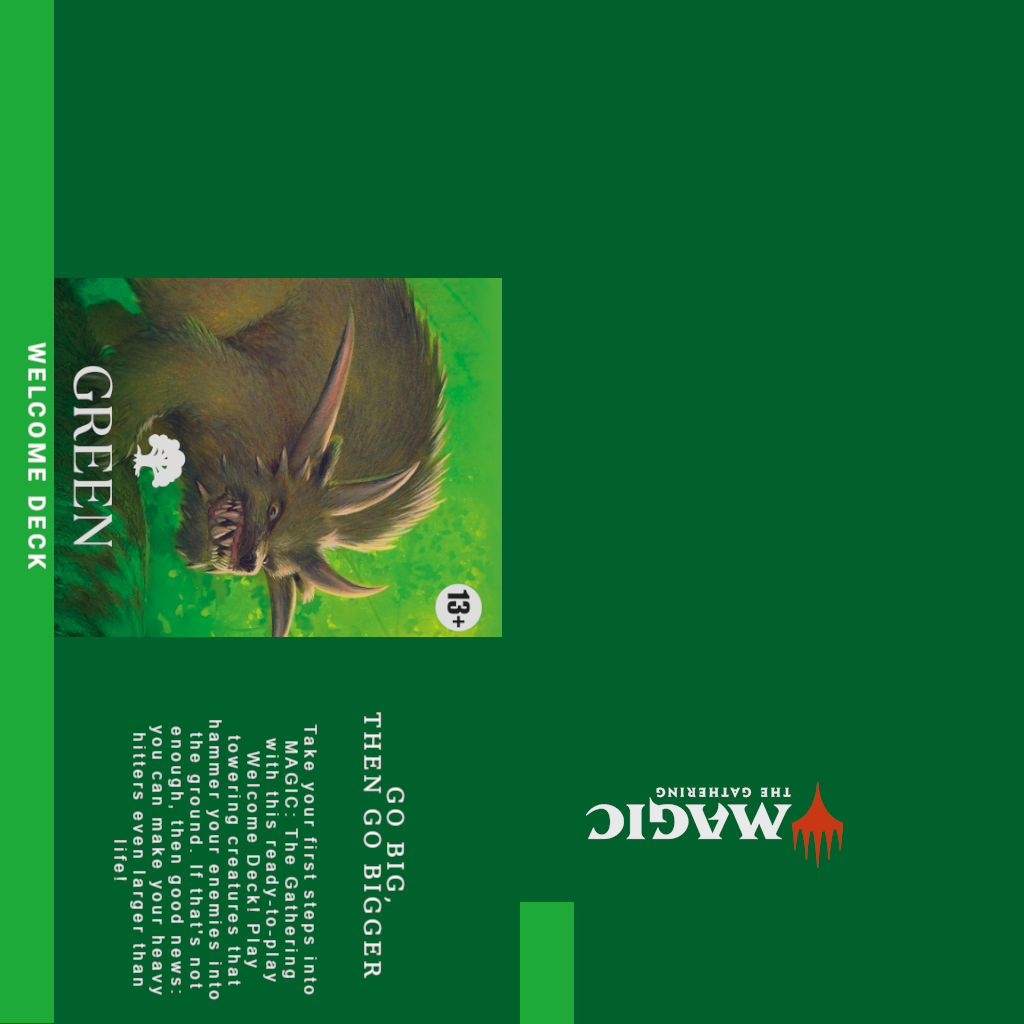 13+
GREEN
WELCOME DECK
GO BIG,
THEN GO BIGGER
Take your first steps into
MAGIC: The Gathering
with this ready-to-play
Welcome Deck! Play
towering creatures that
hammer your enemies into
the ground. If that's not
enough, then good news:
you can make your heavy
hitters even larger than
life!
MAGIC
THE GATHERING